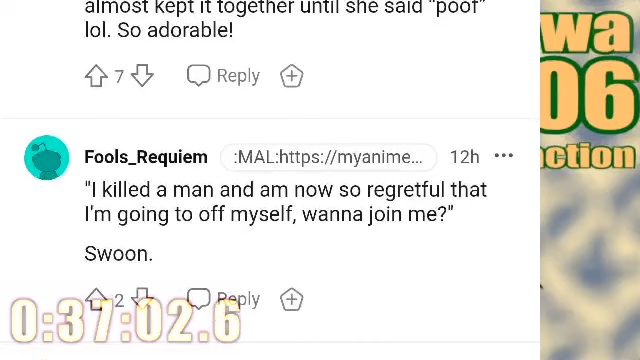 almost kept it together until she said "poof"
lol. So adorable!
7 Reply
Fools_Requiem :MAL:https://myanime... 12h
"I killed a man and am now so regretful that
I'm going to off myself, wanna join me?"
Swoon.
2 Reply
0:37:02.6
wa
06
action